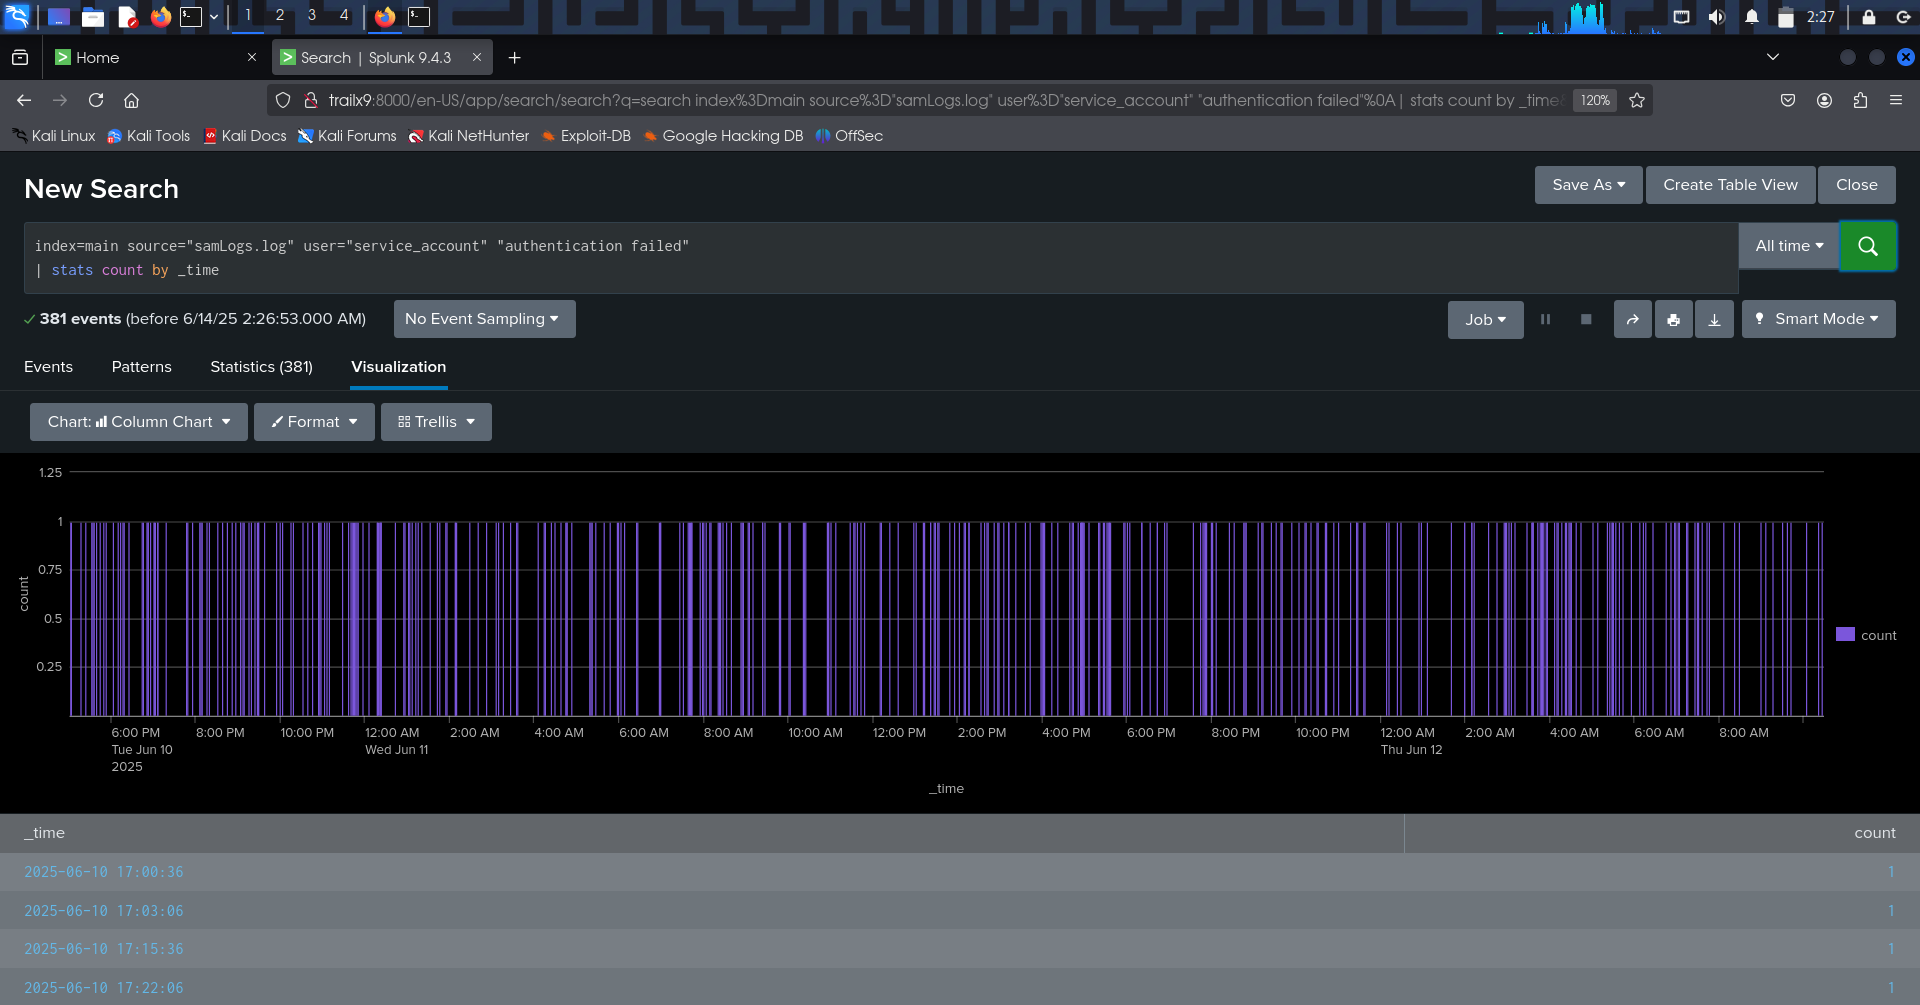 1 2 3 4 2:27
Home Search | Splunk 9.4.3
trailx9:8000/en-US/app/search/search?q=search index%3Dmain source%3D"samLogs.log" user%3D"service_account" "authentication failed"%0A| stats count by _time 120%
Kali Linux Kali Tools Kali Docs Kali Forums Kali NetHunter Exploit-DB Google Hacking DB OffSec
New Search Save As Create Table View Close
index=main source="samLogs.log" user="service_account" "authentication failed" All time
| stats count by _time
381 events (before 6/14/25 2:26:53.000 AM) No Event Sampling Job Smart Mode
Events Patterns Statistics (381) Visualization
Chart: Column Chart Format Trellis
1.25
1
0.75
0.5
0.25
count
count
6:00 PM 8:00 PM 10:00 PM 12:00 AM 2:00 AM 4:00 AM 6:00 AM 8:00 AM 10:00 AM 12:00 PM 2:00 PM 4:00 PM 6:00 PM 8:00 PM 10:00 PM 12:00 AM 2:00 AM 4:00 AM 6:00 AM 8:00 AM
Tue Jun 10 Wed Jun 11 Thu Jun 12
2025
_time
_time count
2025-06-10 17:00:36 1
2025-06-10 17:03:06 1
2025-06-10 17:15:36 1
2025-06-10 17:22:06 1